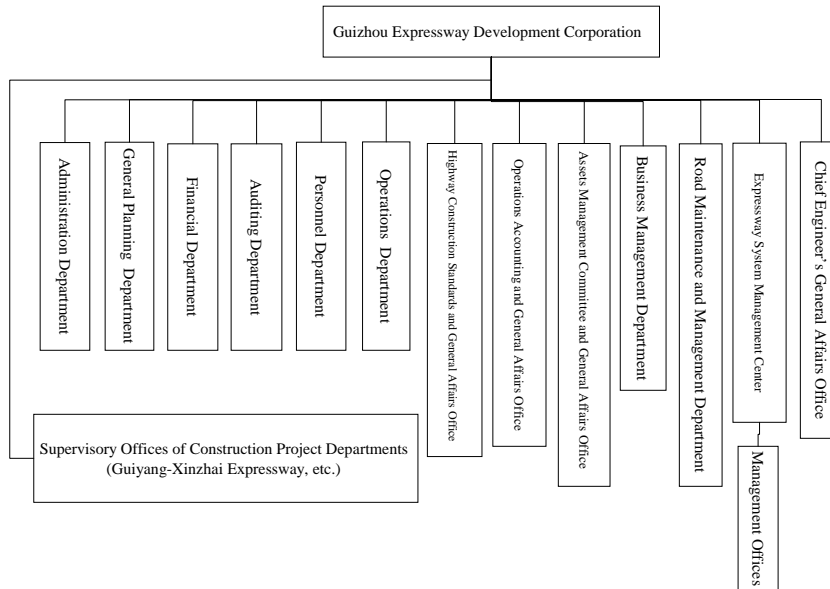 Guizhou Expressway Development Corporation
Administration Department
General Planning Department
Financial Department
Auditing Department
Personnel Department
Operations Department
Highway Construction Standards and General Affairs Office
Operations Accounting and General Affairs Office
Assets Management Committee and General Affairs Office
Business Management Department
Road Maintenance and Management Department
Expressway System Management Center
Chief Engineer's General Affairs Office
Supervisory Offices of Construction Project Departments
(Guiyang-Xinzhai Expressway, etc.)
Management Offices